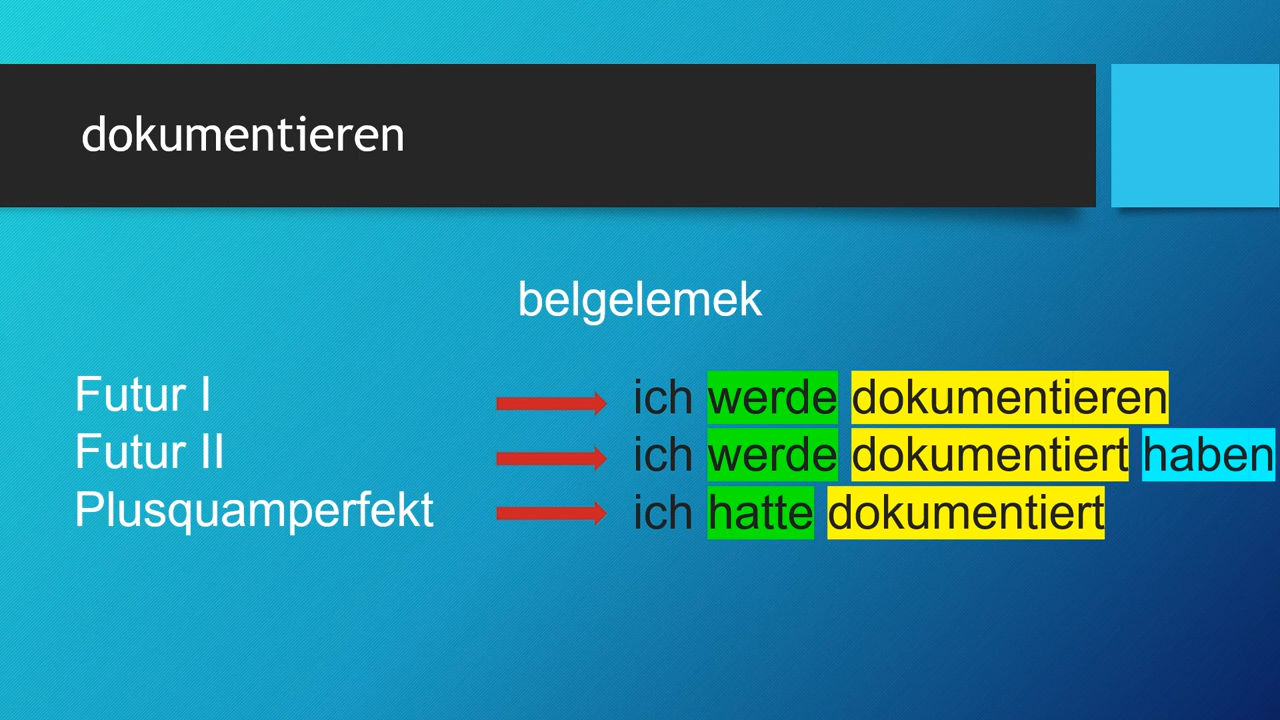 dokumentieren
belgelemek
Futur I ich werde dokumentieren
Futur II ich werde dokumentiert haben
Plusquamperfekt ich hatte dokumentiert